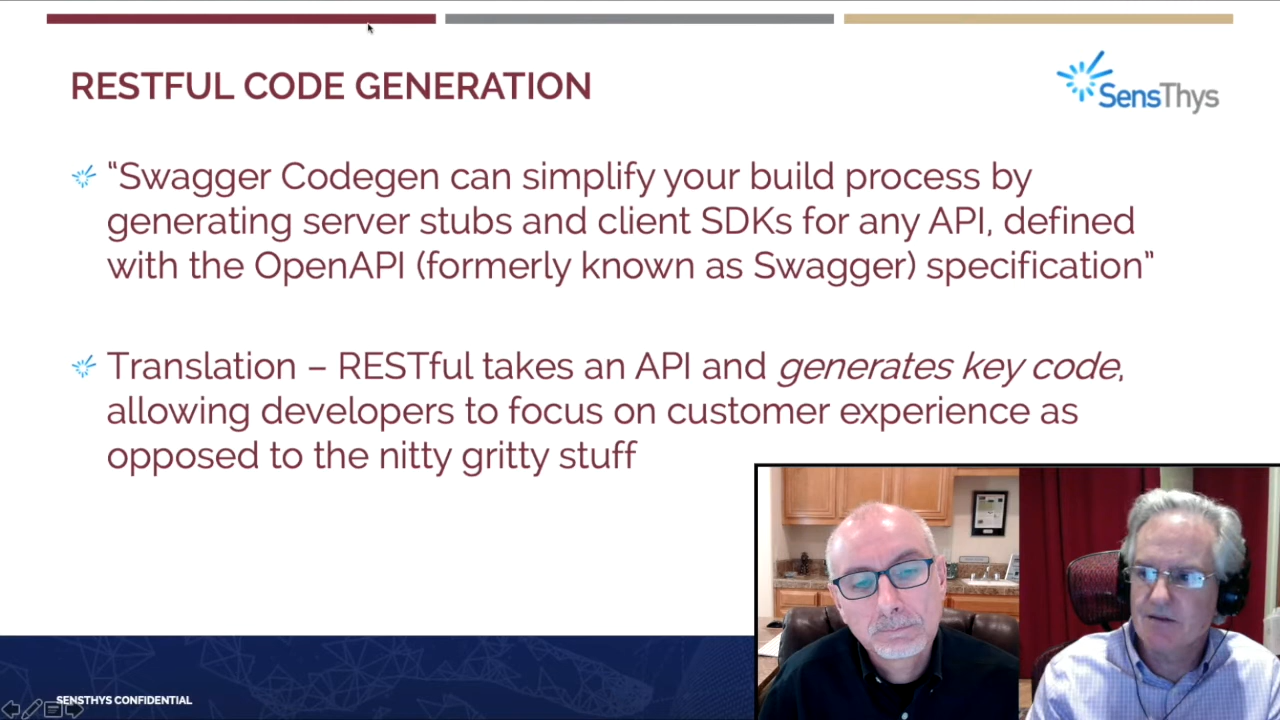 RESTFUL CODE GENERATION
SensThys
“Swagger Codegen can simplify your build process by
generating server stubs and client SDKs for any API, defined
with the OpenAPI (formerly known as Swagger) specification”
Translation – RESTful takes an API and generates key code,
allowing developers to focus on customer experience as
opposed to the nitty gritty stuff
SENSTHYS CONFIDENTIAL